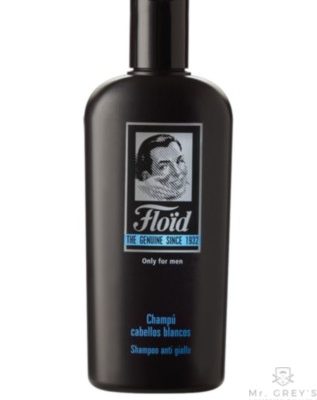 Floïd
THE GENUINE SINCE 1932
Only for men
Champú
cabellos blancos
Shampoo anti giallo
Mr. GREY'S